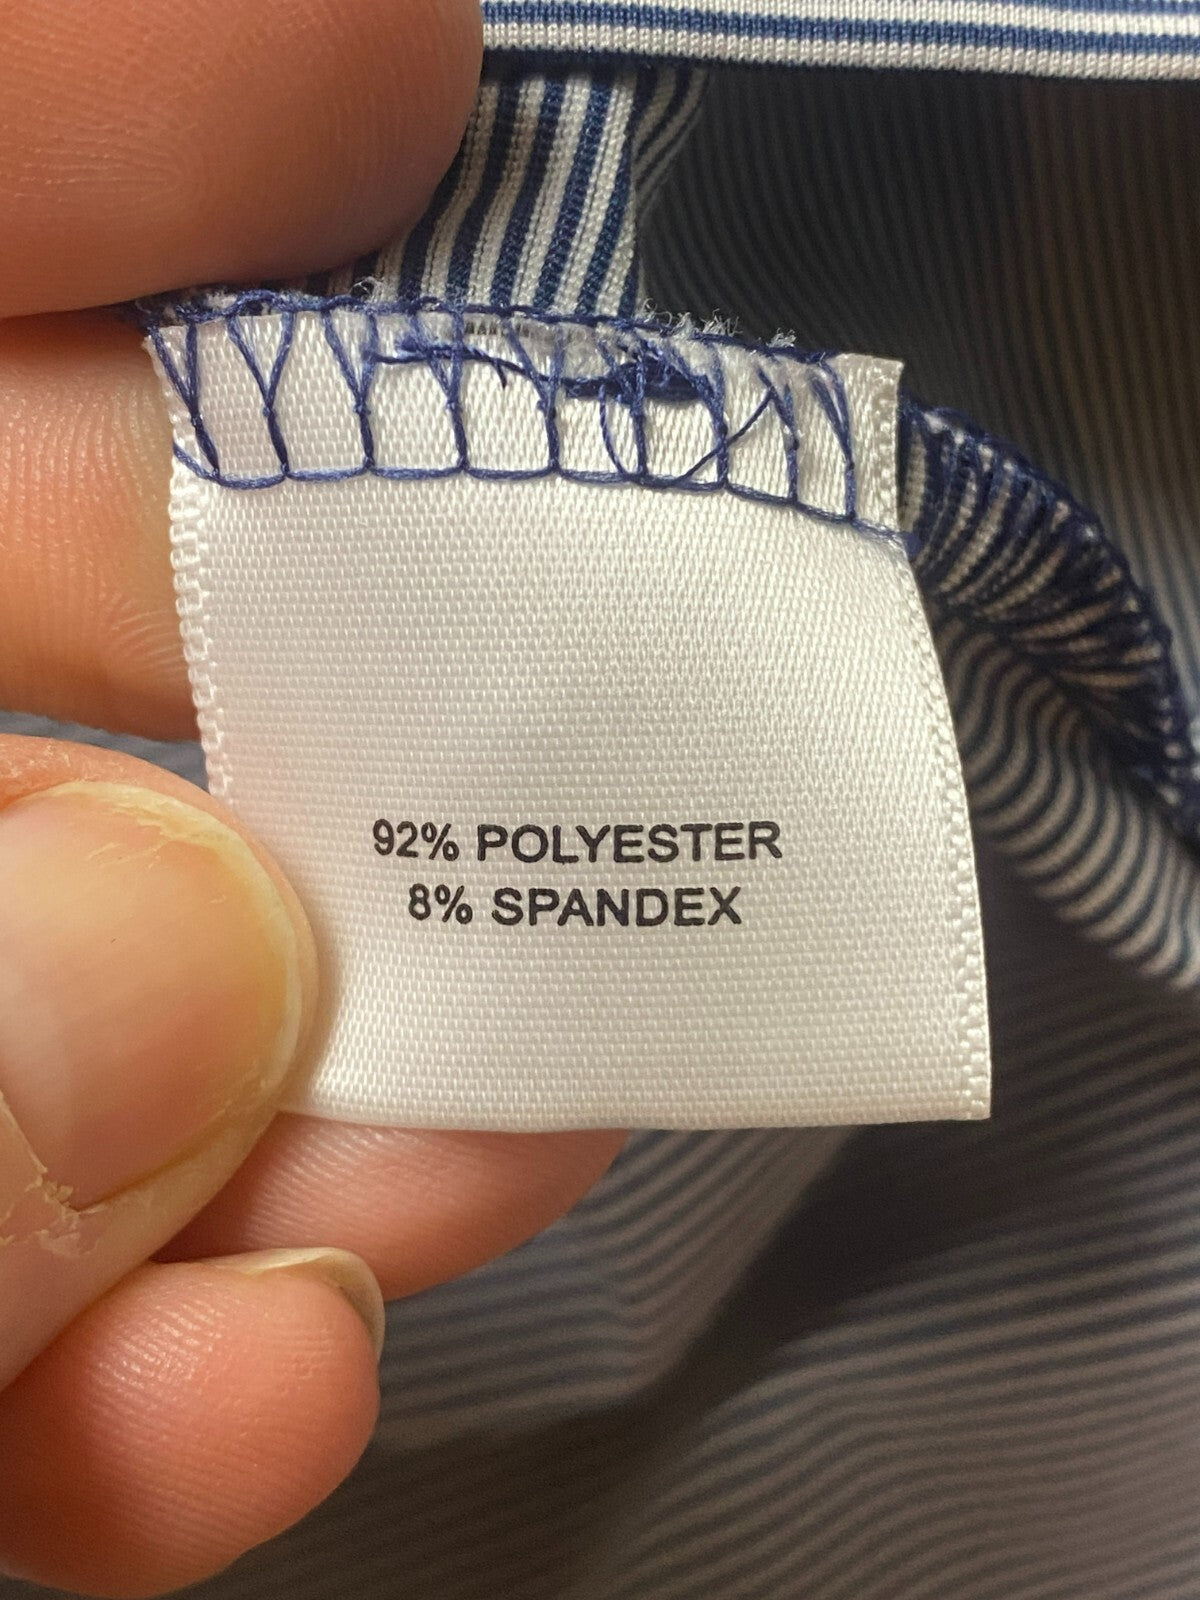 92% POLYESTER
8% SPANDEX